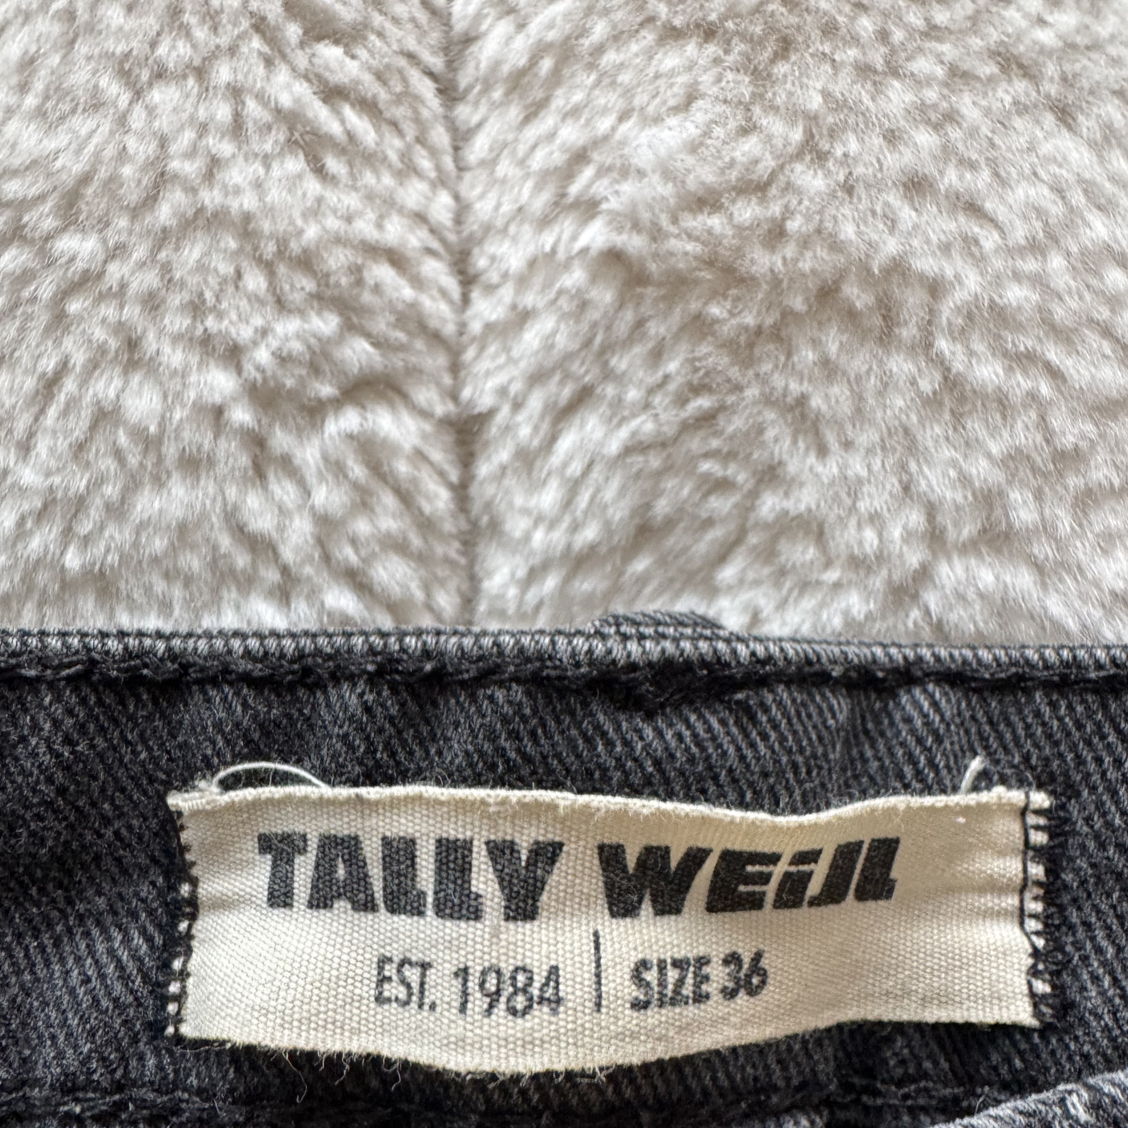 TALLY WEiJL
EST. 1984 | SIZE 36